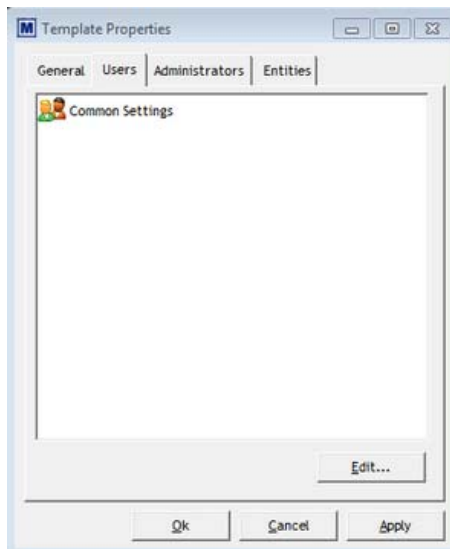 M Template Properties
General Users Administrators Entities
Common Settings
Edit...
Ok Cancel Apply